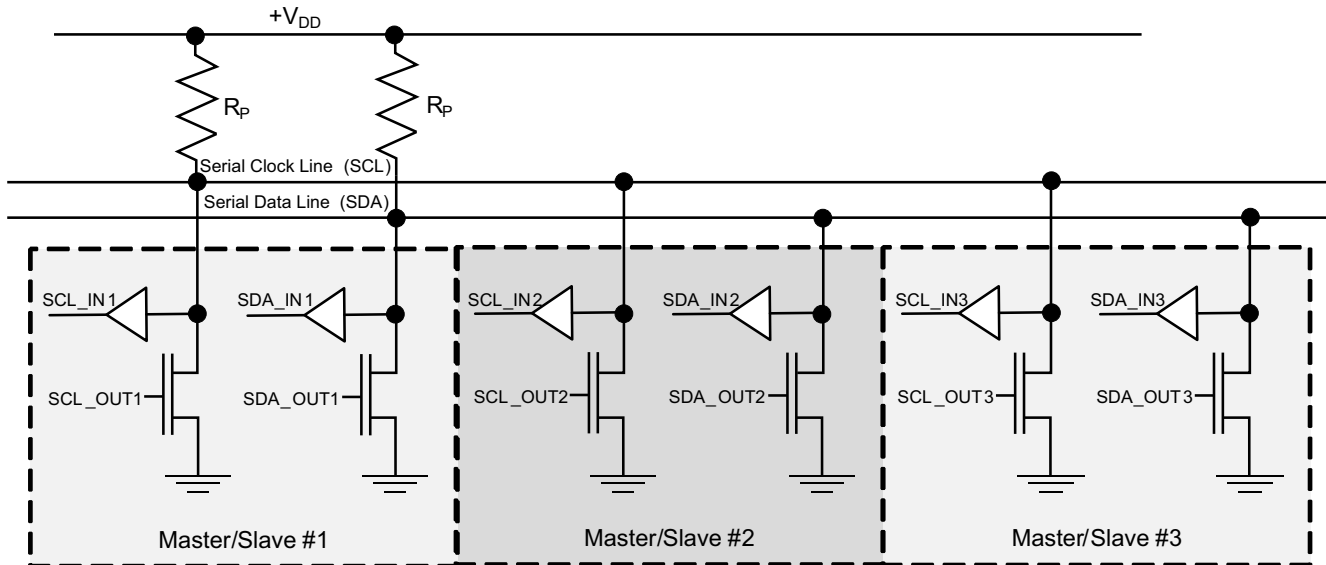 +VDD
RP
RP
Serial Clock Line (SCL)
Serial Data Line (SDA)
SCL_IN1
SDA_IN1
SCL_IN2
SDA_IN2
SCL_IN3
SDA_IN3
SCL_OUT1
SDA_OUT1
SCL_OUT2
SDA_OUT2
SCL_OUT3
SDA_OUT3
Master/Slave #1
Master/Slave #2
Master/Slave #3